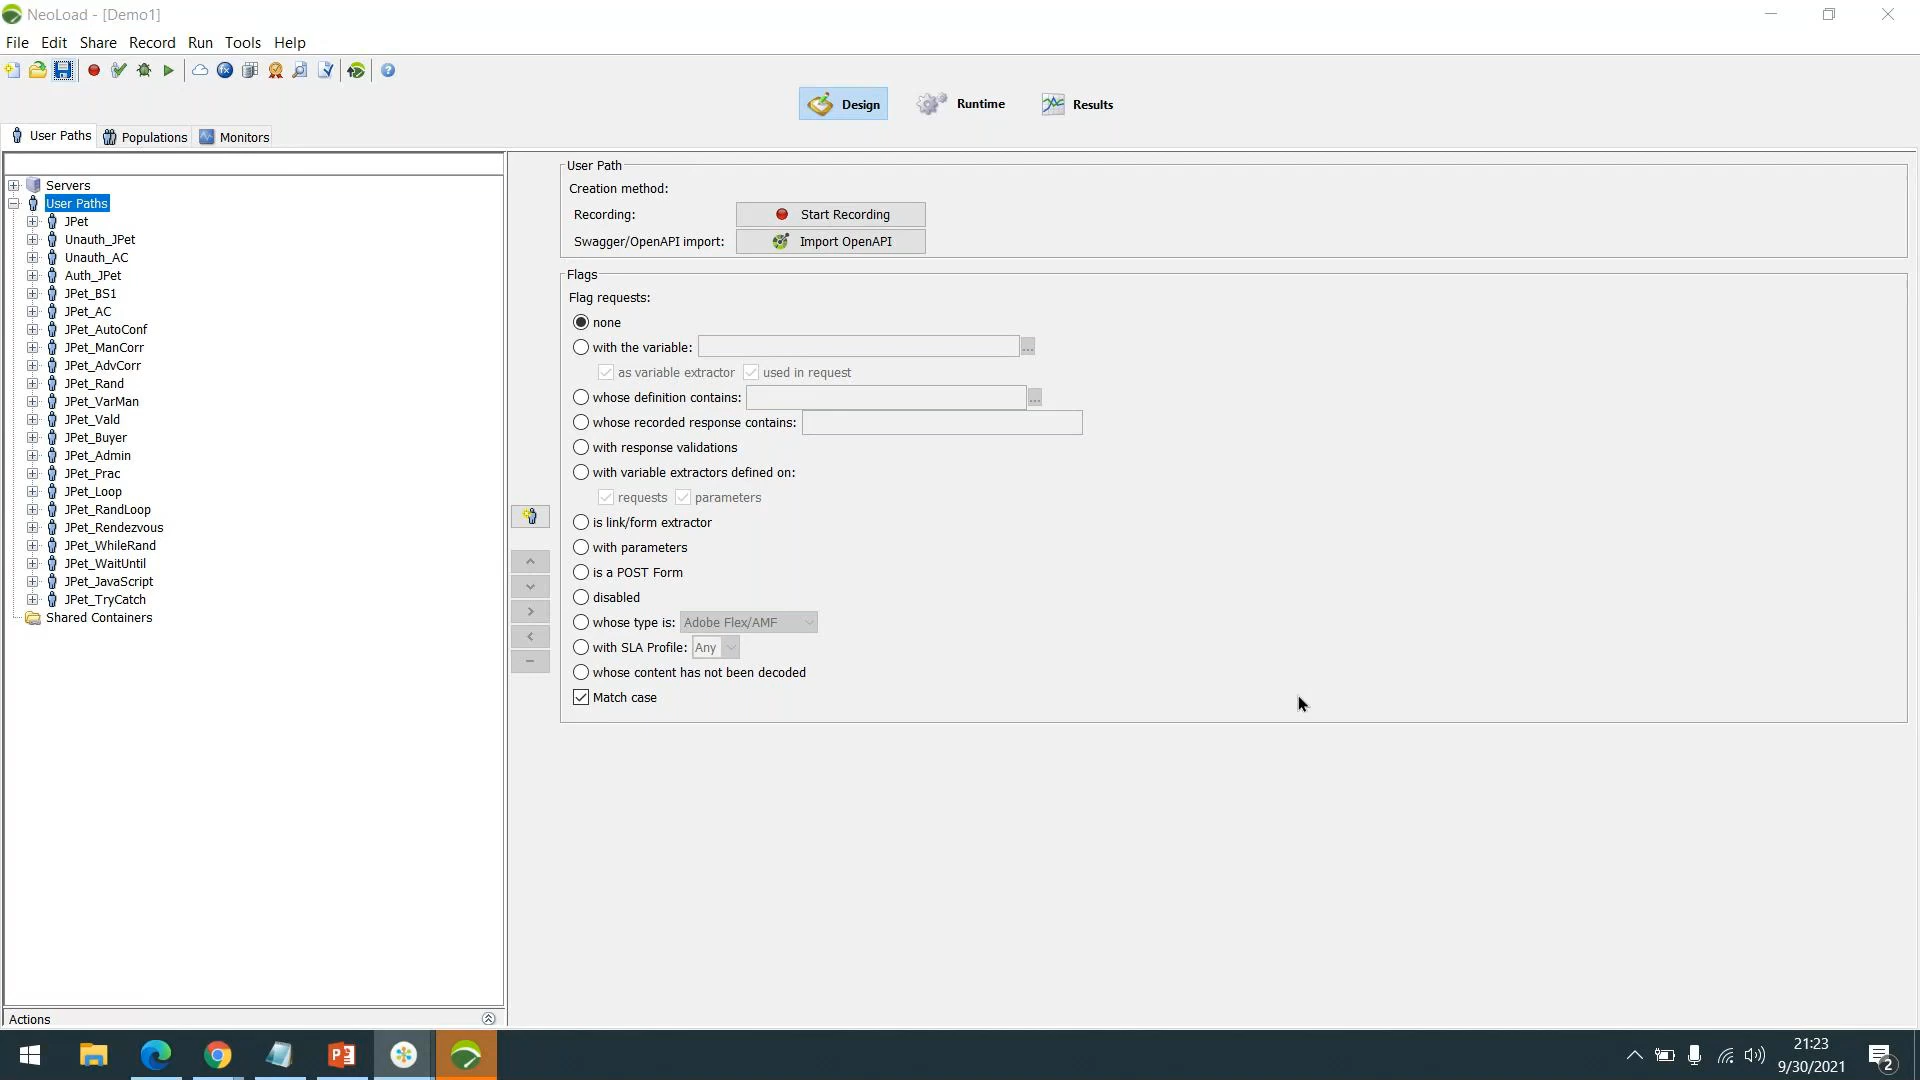 NeoLoad - [Demo1]
File Edit Share Record Run Tools Help
Design Runtime Results
User Paths Populations Monitors
Servers
User Paths
JPet
Unauth_JPet
Unauth_AC
Auth_JPet
JPet_BS1
JPet_AC
JPet_AutoConf
JPet_ManCorr
JPet_AdvCorr
JPet_Rand
JPet_VarMan
JPet_Vald
JPet_Buyer
JPet_Admin
JPet_Prac
JPet_Loop
JPet_RandLoop
JPet_Rendezvous
JPet_WhileRand
JPet_WaitUntil
JPet_JavaScript
JPet_TryCatch
Shared Containers
Actions
User Path
Creation method:
Recording: Start Recording
Swagger/OpenAPI import: Import OpenAPI
Flags
Flag requests:
none
with the variable: ...
as variable extractor used in request
whose definition contains: ...
whose recorded response contains:
with response validations
with variable extractors defined on:
requests parameters
is link/form extractor
with parameters
is a POST Form
disabled
whose type is: Adobe Flex/AMF
with SLA Profile: Any
whose content has not been decoded
Match case
21:23
9/30/2021
2